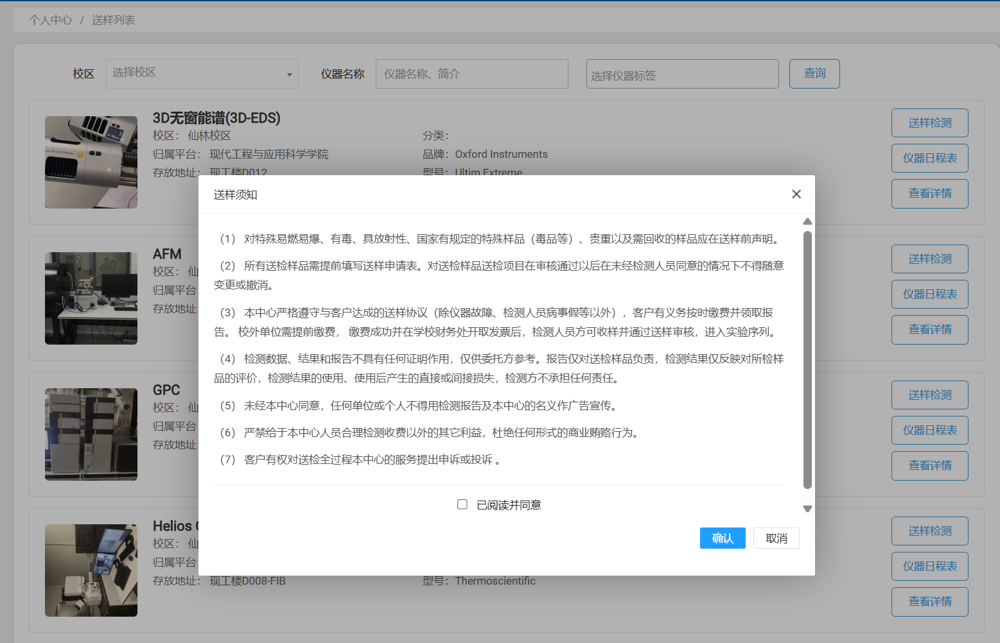 个人中心 / 送样列表
校区 选择校区 仪器名称 仪器名称、简介 选择仪器标签 查询
3D无窗能谱(3D-EDS)
校区： 仙林校区 分类：
归属平台： 现代工程与应用科学学院 品牌：Oxford Instruments
存放地址： 现工楼D012 型号：Ultim Extreme
送样检测
仪器日程表
查看详情
送样须知
（1） 对特殊易燃易爆、有毒、具放射性、国家有规定的特殊样品（毒品等）、贵重以及需回收的样品应在送样前声明。
（2） 所有送检样品需提前填写送样申请表。对送检样品送检项目在审核通过以后在未经检测人员同意的情况下不得随意
变更或撤消。
（3） 本中心严格遵守与客户达成的送样协议（除仪器故障、检测人员病事假等以外），客户有义务按时缴费并领取报
告。 校外单位需提前缴费， 缴费成功并在学校财务处开取发票后，检测人员方可收样并通过送样审核，进入实验序列。
（4） 检测数据、结果和报告不具有任何证明作用，仅供委托方参考。报告仅对送检样品负责，检测结果仅反映对所检样
品的评价，检测结果的使用、使用后产生的直接或间接损失，检测方不承担任何责任。
（5） 未经本中心同意，任何单位或个人不得用检测报告及本中心的名义作广告宣传。
（6） 严禁给于本中心人员合理检测收费以外的其它利益，杜绝任何形式的商业贿赂行为。
（7） 客户有权对送检全过程本中心的服务提出申诉或投诉 。
已阅读并同意
确认 取消
AFM
校区： 仙
归属平台
存放地址
送样检测
仪器日程表
查看详情
GPC
校区： 仙
归属平台
存放地址
送样检测
仪器日程表
查看详情
Helios
校区： 仙
归属平台
存放地址： 现工楼D008-FIB 型号：Thermoscientific
送样检测
仪器日程表
查看详情